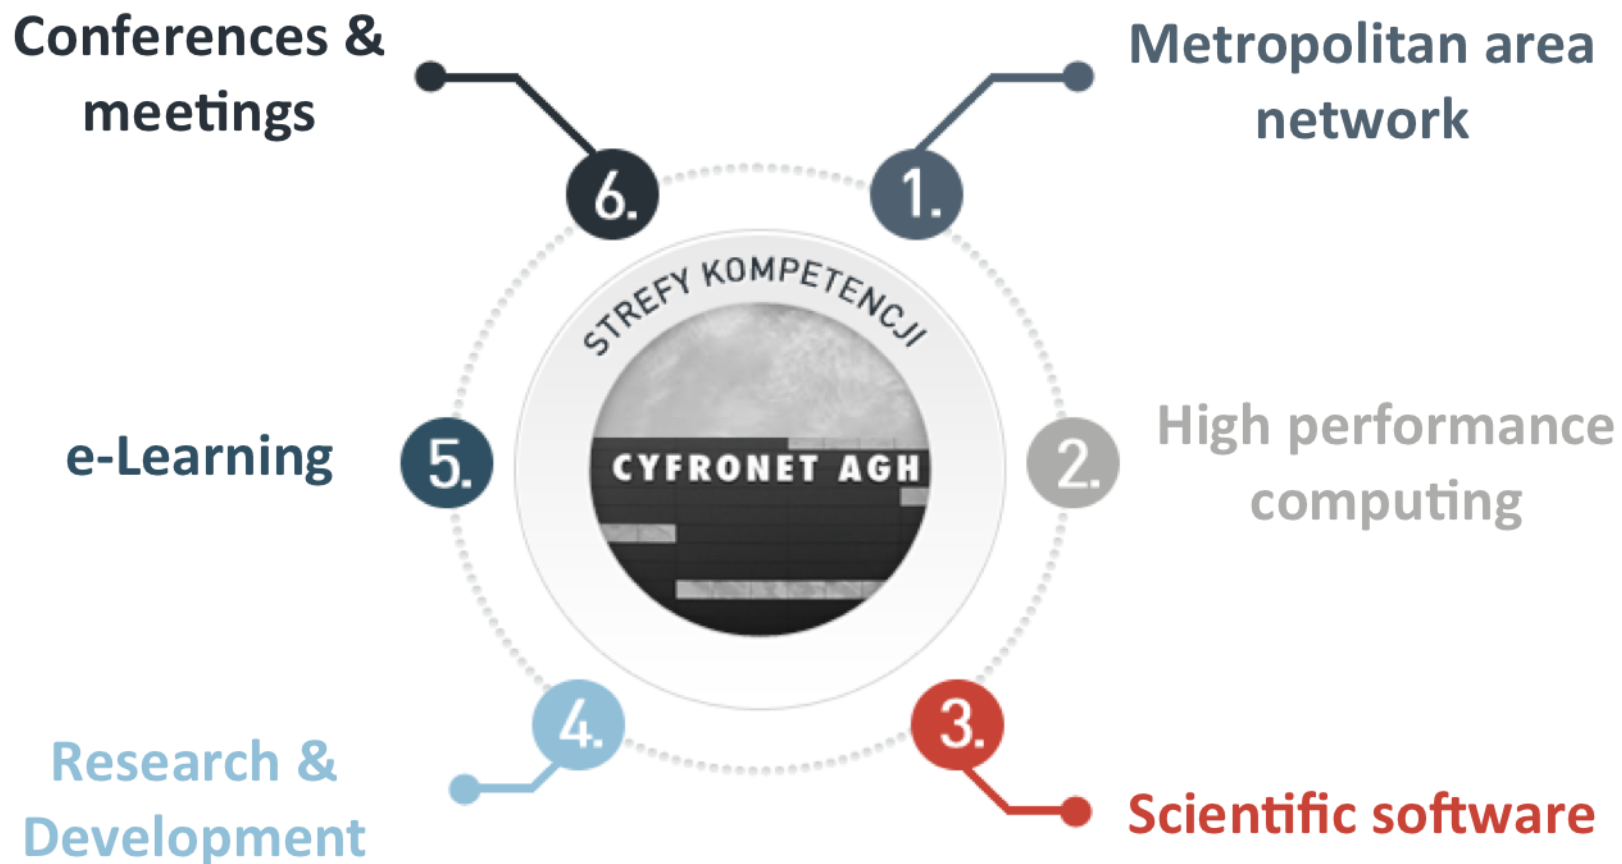 Conferences &
meetings
Metropolitan area
network
6.
1.
STREFY KOMPETENCJI
CYFRONET AGH
e-Learning
5.
2.
High performance
computing
4.
3.
Research &
Development
Scientific software